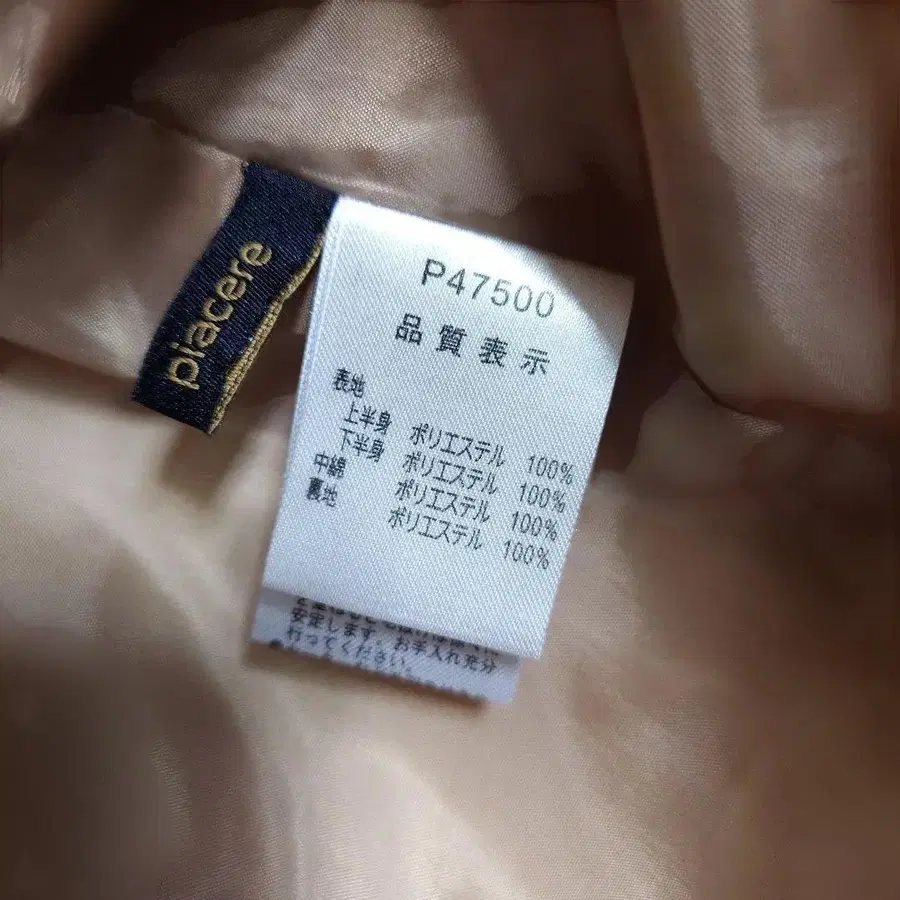 piacere
P47500
品質表示
表地
上半身 ポリエステル 100%
下半身 ポリエステル 100%
中綿 ポリエステル 100%
裏地 ポリエステル 100%
安定します。お手入れ充分
行ってください。